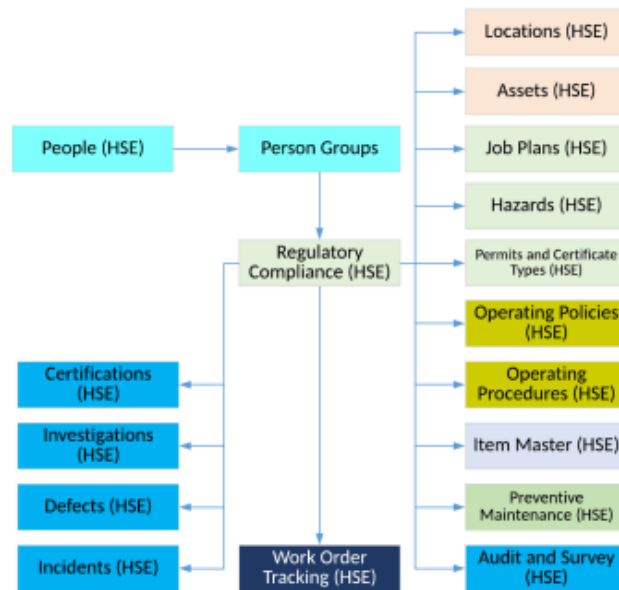 Locations (HSE)
Assets (HSE)
People (HSE)
Person Groups
Job Plans (HSE)
Hazards (HSE)
Regulatory
Compliance (HSE)
Permits and Certificate
Types (HSE)
Operating Policies
(HSE)
Certifications
(HSE)
Operating
Procedures (HSE)
Investigations
(HSE)
Item Master (HSE)
Defects (HSE)
Preventive
Maintenance (HSE)
Incidents (HSE)
Work Order
Tracking (HSE)
Audit and Survey
(HSE)